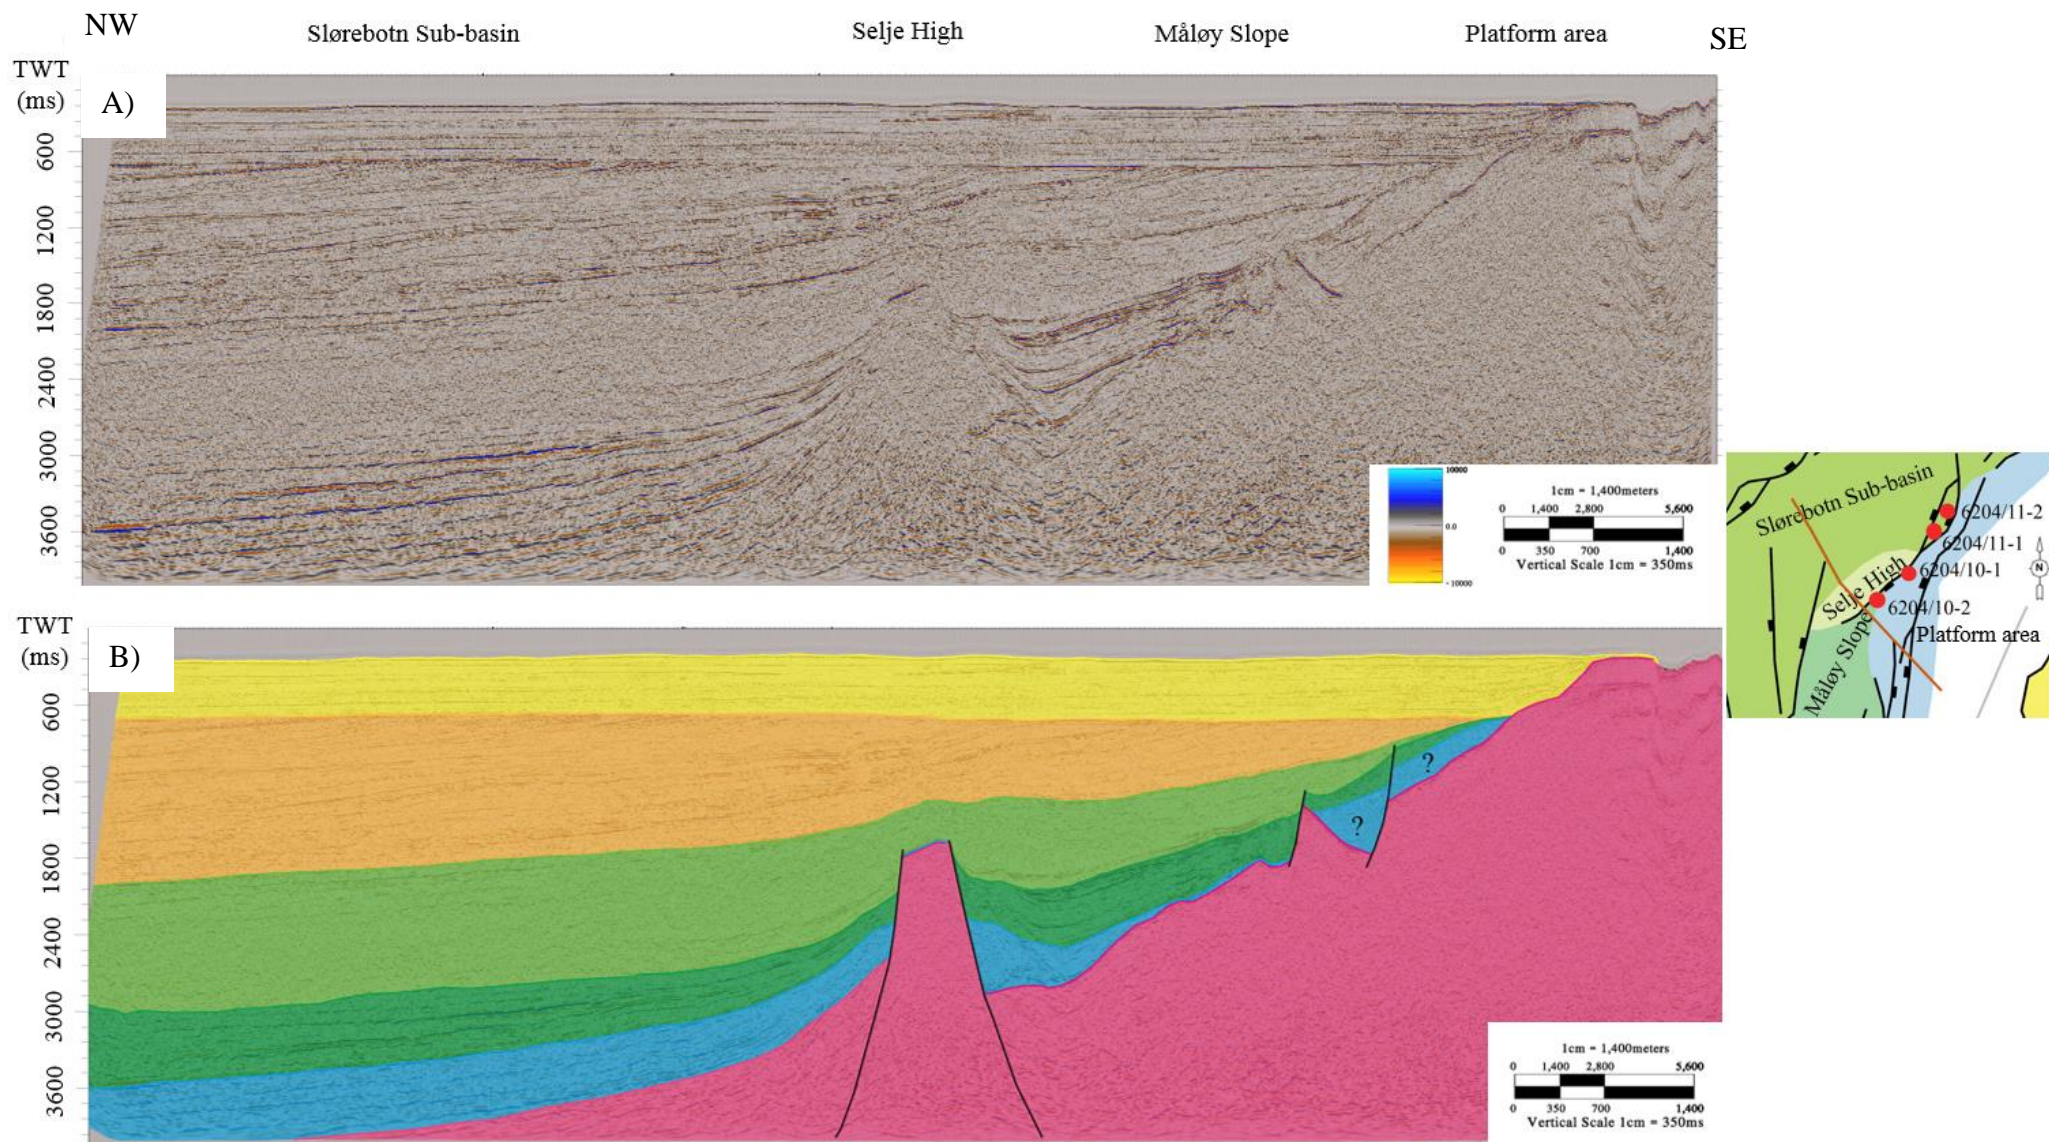 NW
Slørebotn Sub-basin
Selje High
Måløy Slope
Platform area
SE
TWT
(ms)
A)
600
1200
1800
2400
3000
3600
10000
0.0
-10000
1cm = 1,400meters
0 1,400 2,800 5,600
0 350 700 1,400
Vertical Scale 1cm = 350ms
Slørebotn Sub-basin
6204/11-2
6204/11-1
Selje High
6204/10-1
N
6204/10-2
Måløy Slope
Platform area
TWT
(ms)
B)
600
1200
1800
2400
3000
3600
?
?
1cm = 1,400meters
0 1,400 2,800 5,600
0 350 700 1,400
Vertical Scale 1cm = 350ms